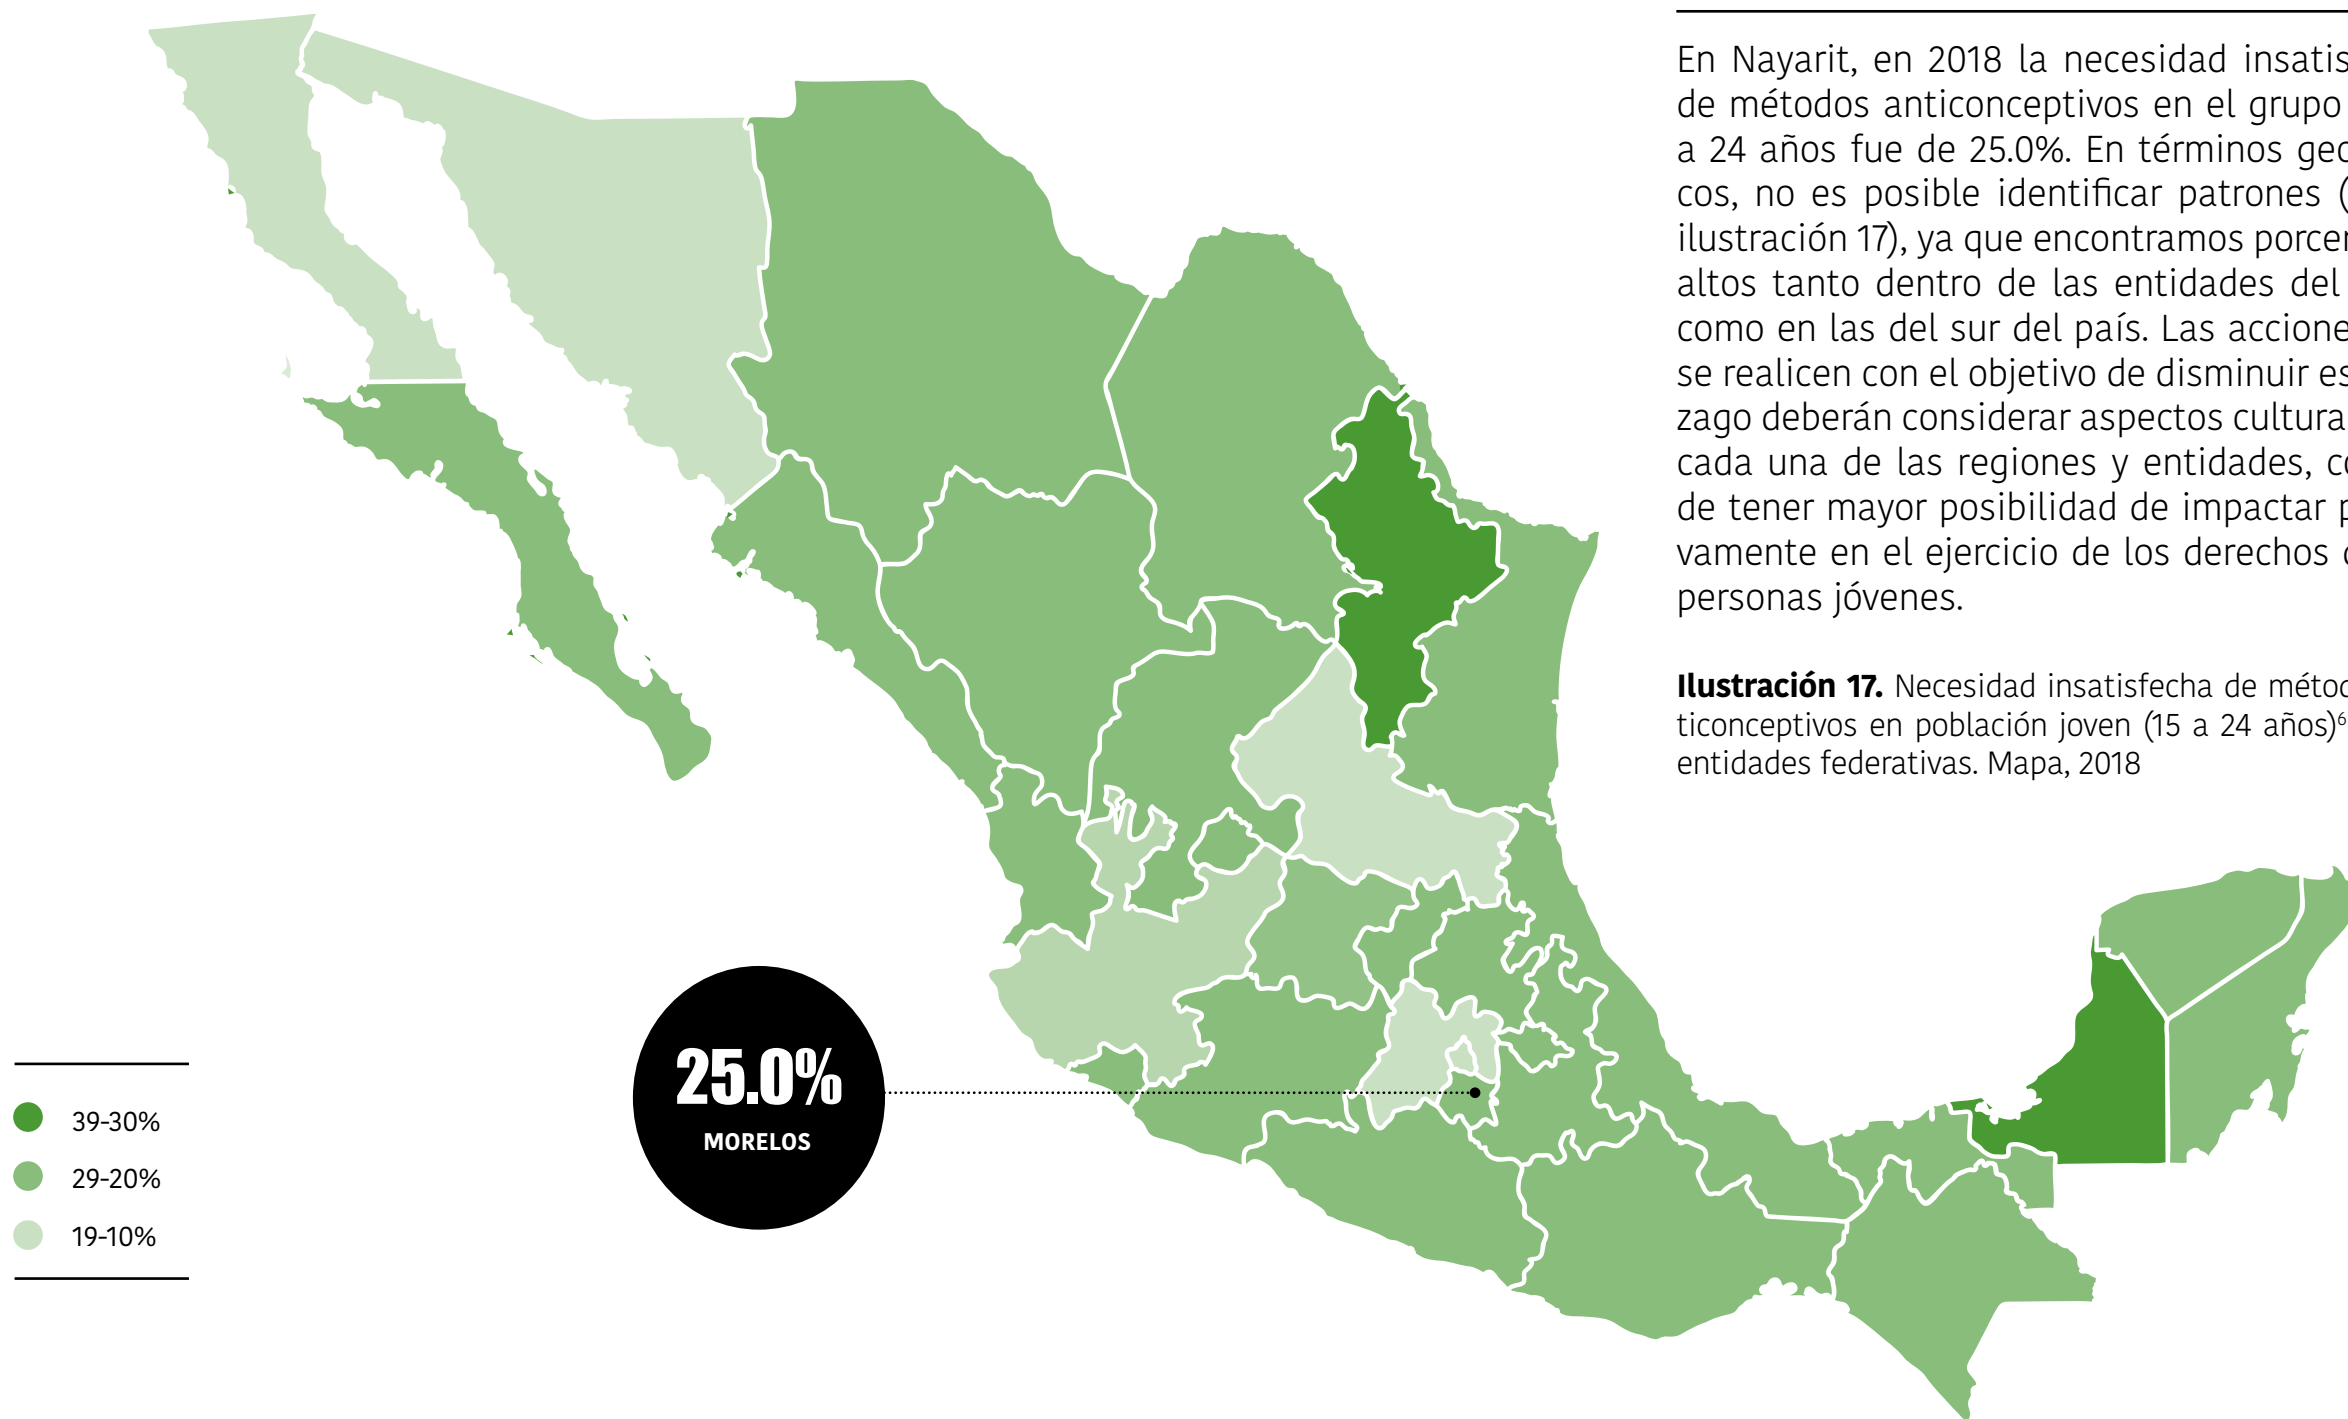 En Nayarit, en 2018 la necesidad insatis
de métodos anticonceptivos en el grupo
a 24 años fue de 25.0%. En términos geo
cos, no es posible identificar patrones (
ilustración 17), ya que encontramos porcen
altos tanto dentro de las entidades del
como en las del sur del país. Las accione
se realicen con el objetivo de disminuir es
zago deberán considerar aspectos cultura
cada una de las regiones y entidades, co
de tener mayor posibilidad de impactar p
vamente en el ejercicio de los derechos
personas jóvenes.
Ilustración 17. Necesidad insatisfecha de métod
ticonceptivos en población joven (15 a 24 años)⁶
entidades federativas. Mapa, 2018
25.0%
MORELOS
39-30%
29-20%
19-10%